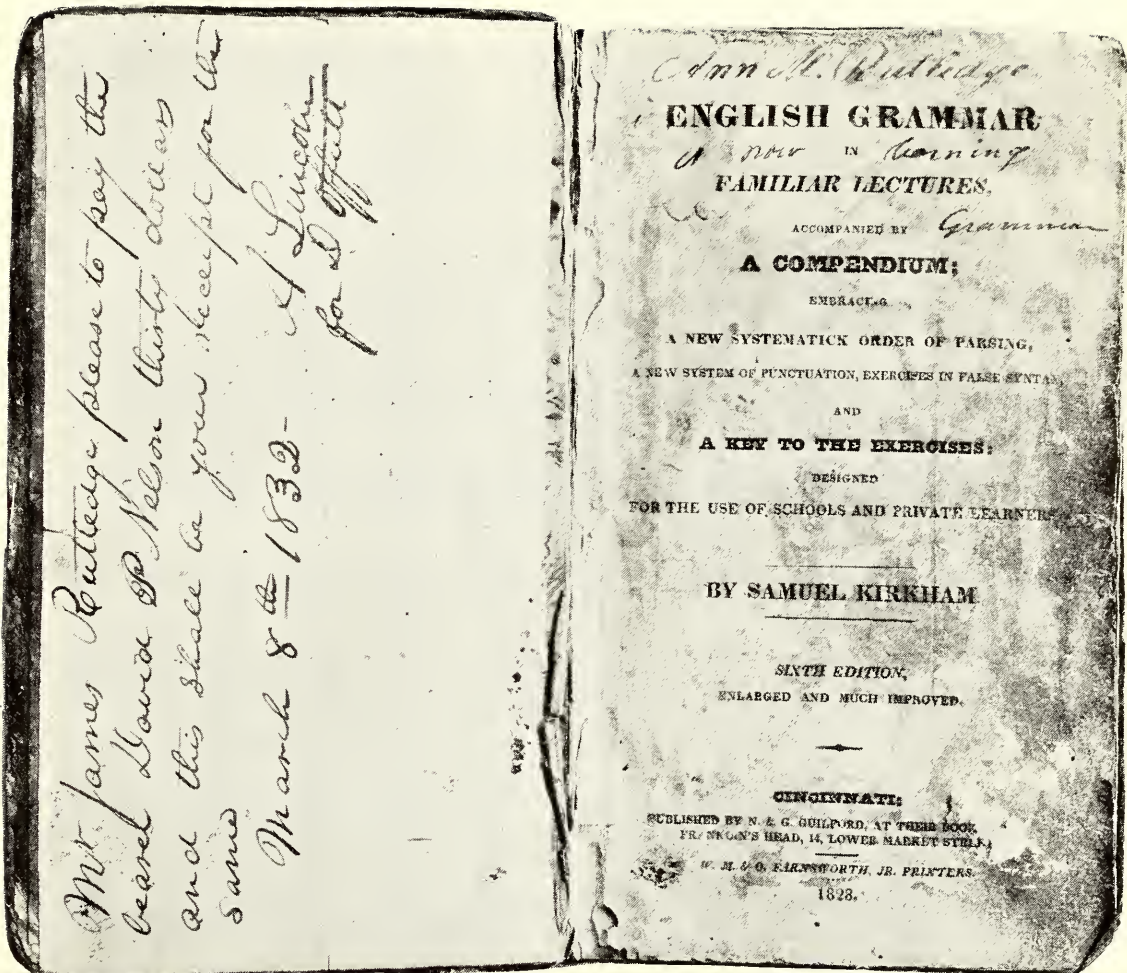 Mr James Rutledge please to pay the
bearer David P Nelson thirty dollars
and this shall be your receipt for the
same
March 8th 1832-
A Lincoln
for D Offutt
Ann M. Rutledge
ENGLISH GRAMMAR
is now IN learning
FAMILIAR LECTURES,
ACCOMPANIED BY Grammar
A COMPENDIUM;
EMBRACING
A NEW SYSTEMATICK ORDER OF PARSING,
A NEW SYSTEM OF PUNCTUATION, EXERCISES IN FALSE SYNTAX,
AND
A KEY TO THE EXERCISES:
DESIGNED
FOR THE USE OF SCHOOLS AND PRIVATE LEARNERS
BY SAMUEL KIRKHAM
SIXTH EDITION,
ENLARGED AND MUCH IMPROVED.
CINCINNATI:
PUBLISHED BY N. & G. GUILFORD, AT THEIR BOOK
FRANKLIN'S HEAD, 14, LOWER MARKET STREET
W. M. & O. FARNSWORTH, JR. PRINTERS.
1828.